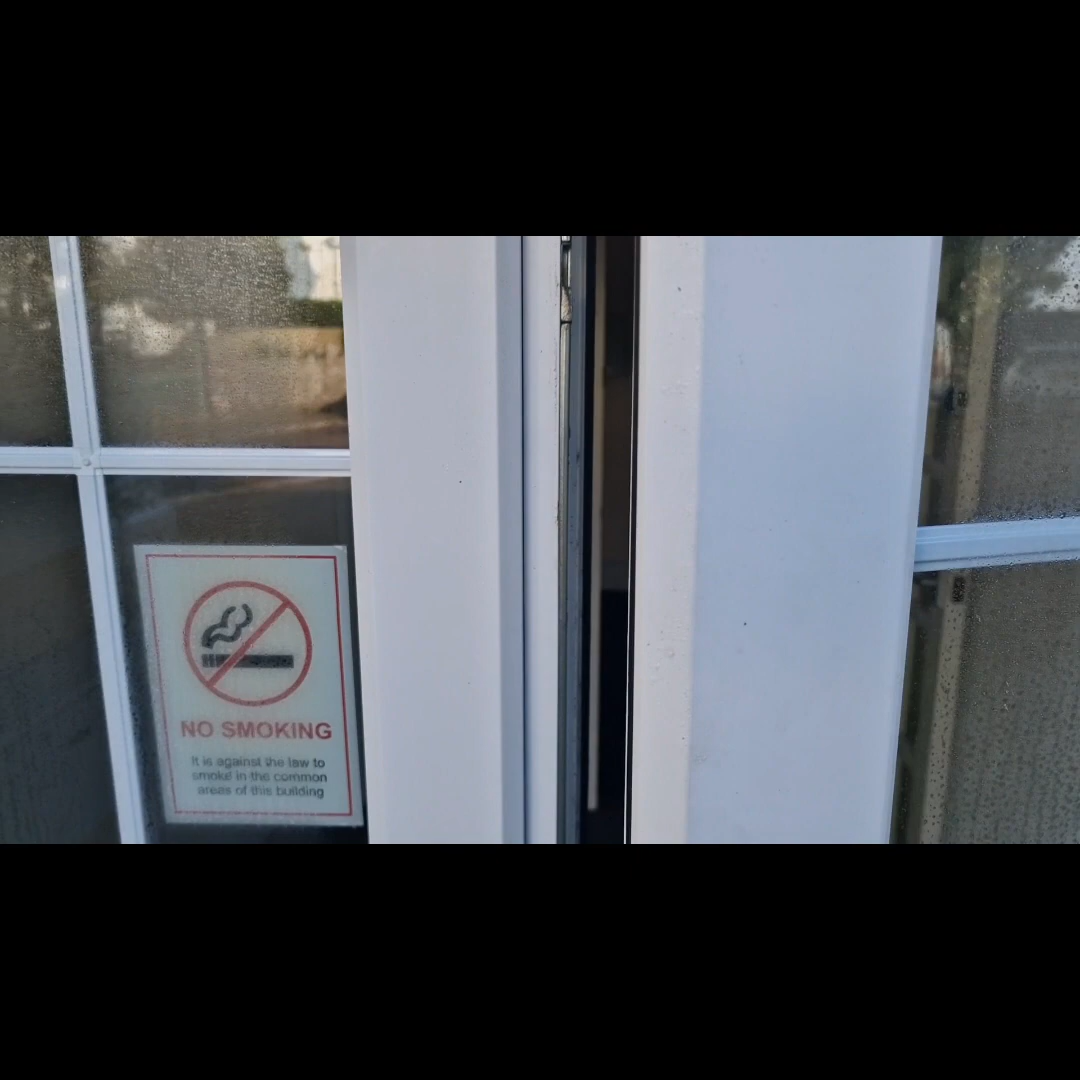 NO SMOKING
It is against the law to
smoke in the common
areas of this building